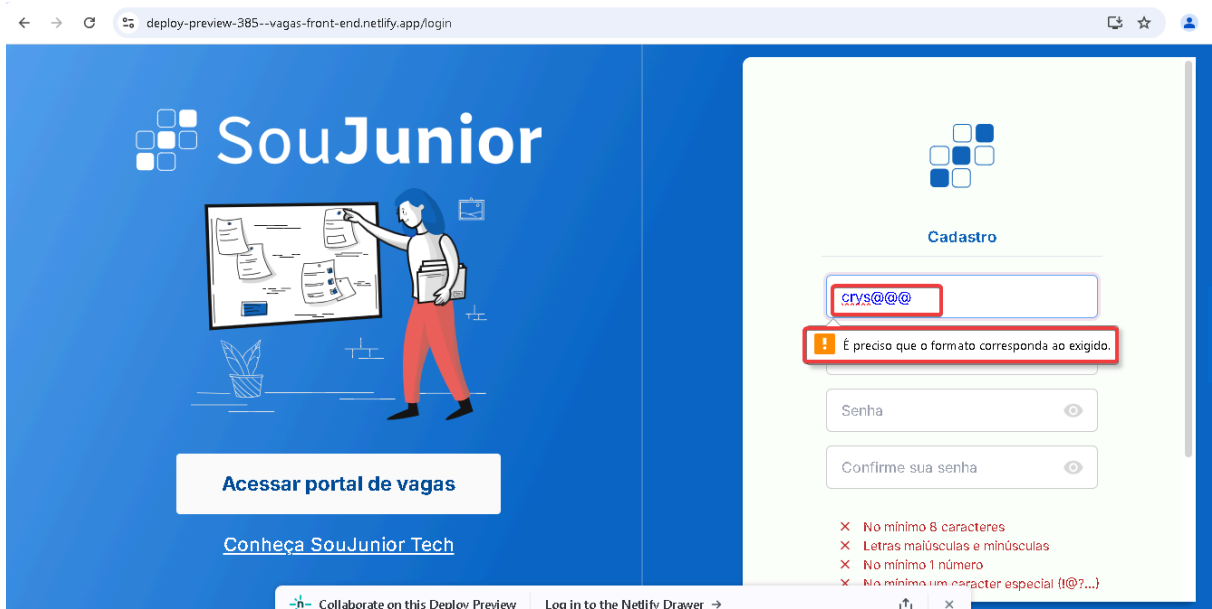 deploy-preview-385--vagas-front-end.netlify.app/login
SouJunior
Acessar portal de vagas
Conheça SouJunior Tech
Cadastro
crys@@@
! É preciso que o formato corresponda ao exigido.
Senha
Confirme sua senha
No mínimo 8 caracteres
Letras maiúsculas e minúsculas
No mínimo 1 número
No mínimo um caracter especial (!@?...)
Collaborate on this Deploy Preview
Log in to the Netlify Drawer →